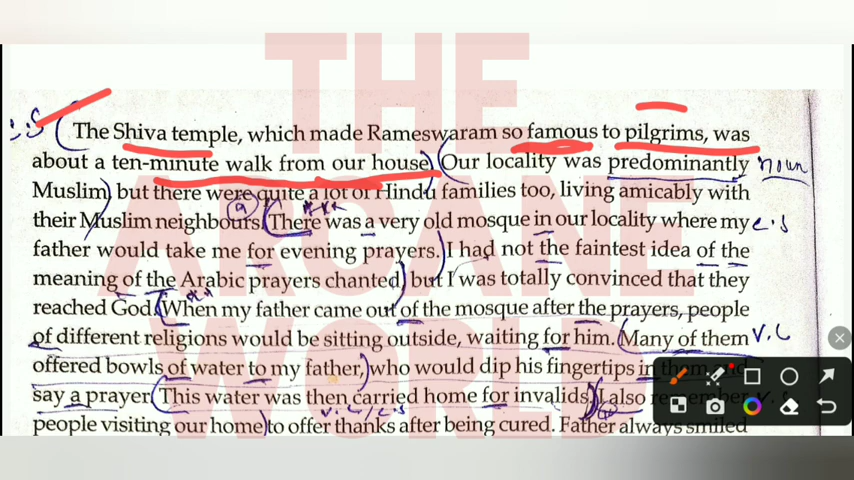 THE
ARCANE
WORLD
The Shiva temple, which made Rameswaram so famous to pilgrims, was
about a ten-minute walk from our house. Our locality was predominantly
noun
Muslim, but there were quite a lot of Hindu families too, living amicably with
their Muslim neighbours. There was a very old mosque in our locality where my
c.s
father would take me for evening prayers. I had not the faintest idea of the
meaning of the Arabic prayers chanted, but I was totally convinced that they
reached God. When my father came out of the mosque after the prayers, people
of different religions would be sitting outside, waiting for him. Many of them
offered bowls of water to my father, who would dip his fingertips in them and
say a prayer. This water was then carried home for invalids. I also remember
people visiting our home to offer thanks after being cured. Father always smiled